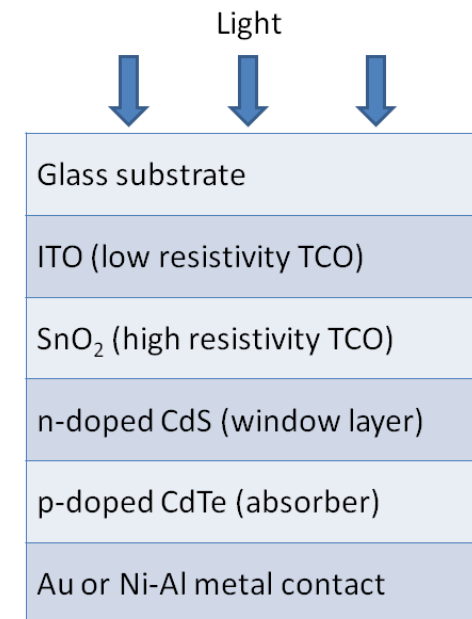 Light
Glass substrate
ITO (low resistivity TCO)
SnO₂ (high resistivity TCO)
n-doped CdS (window layer)
p-doped CdTe (absorber)
Au or Ni-Al metal contact